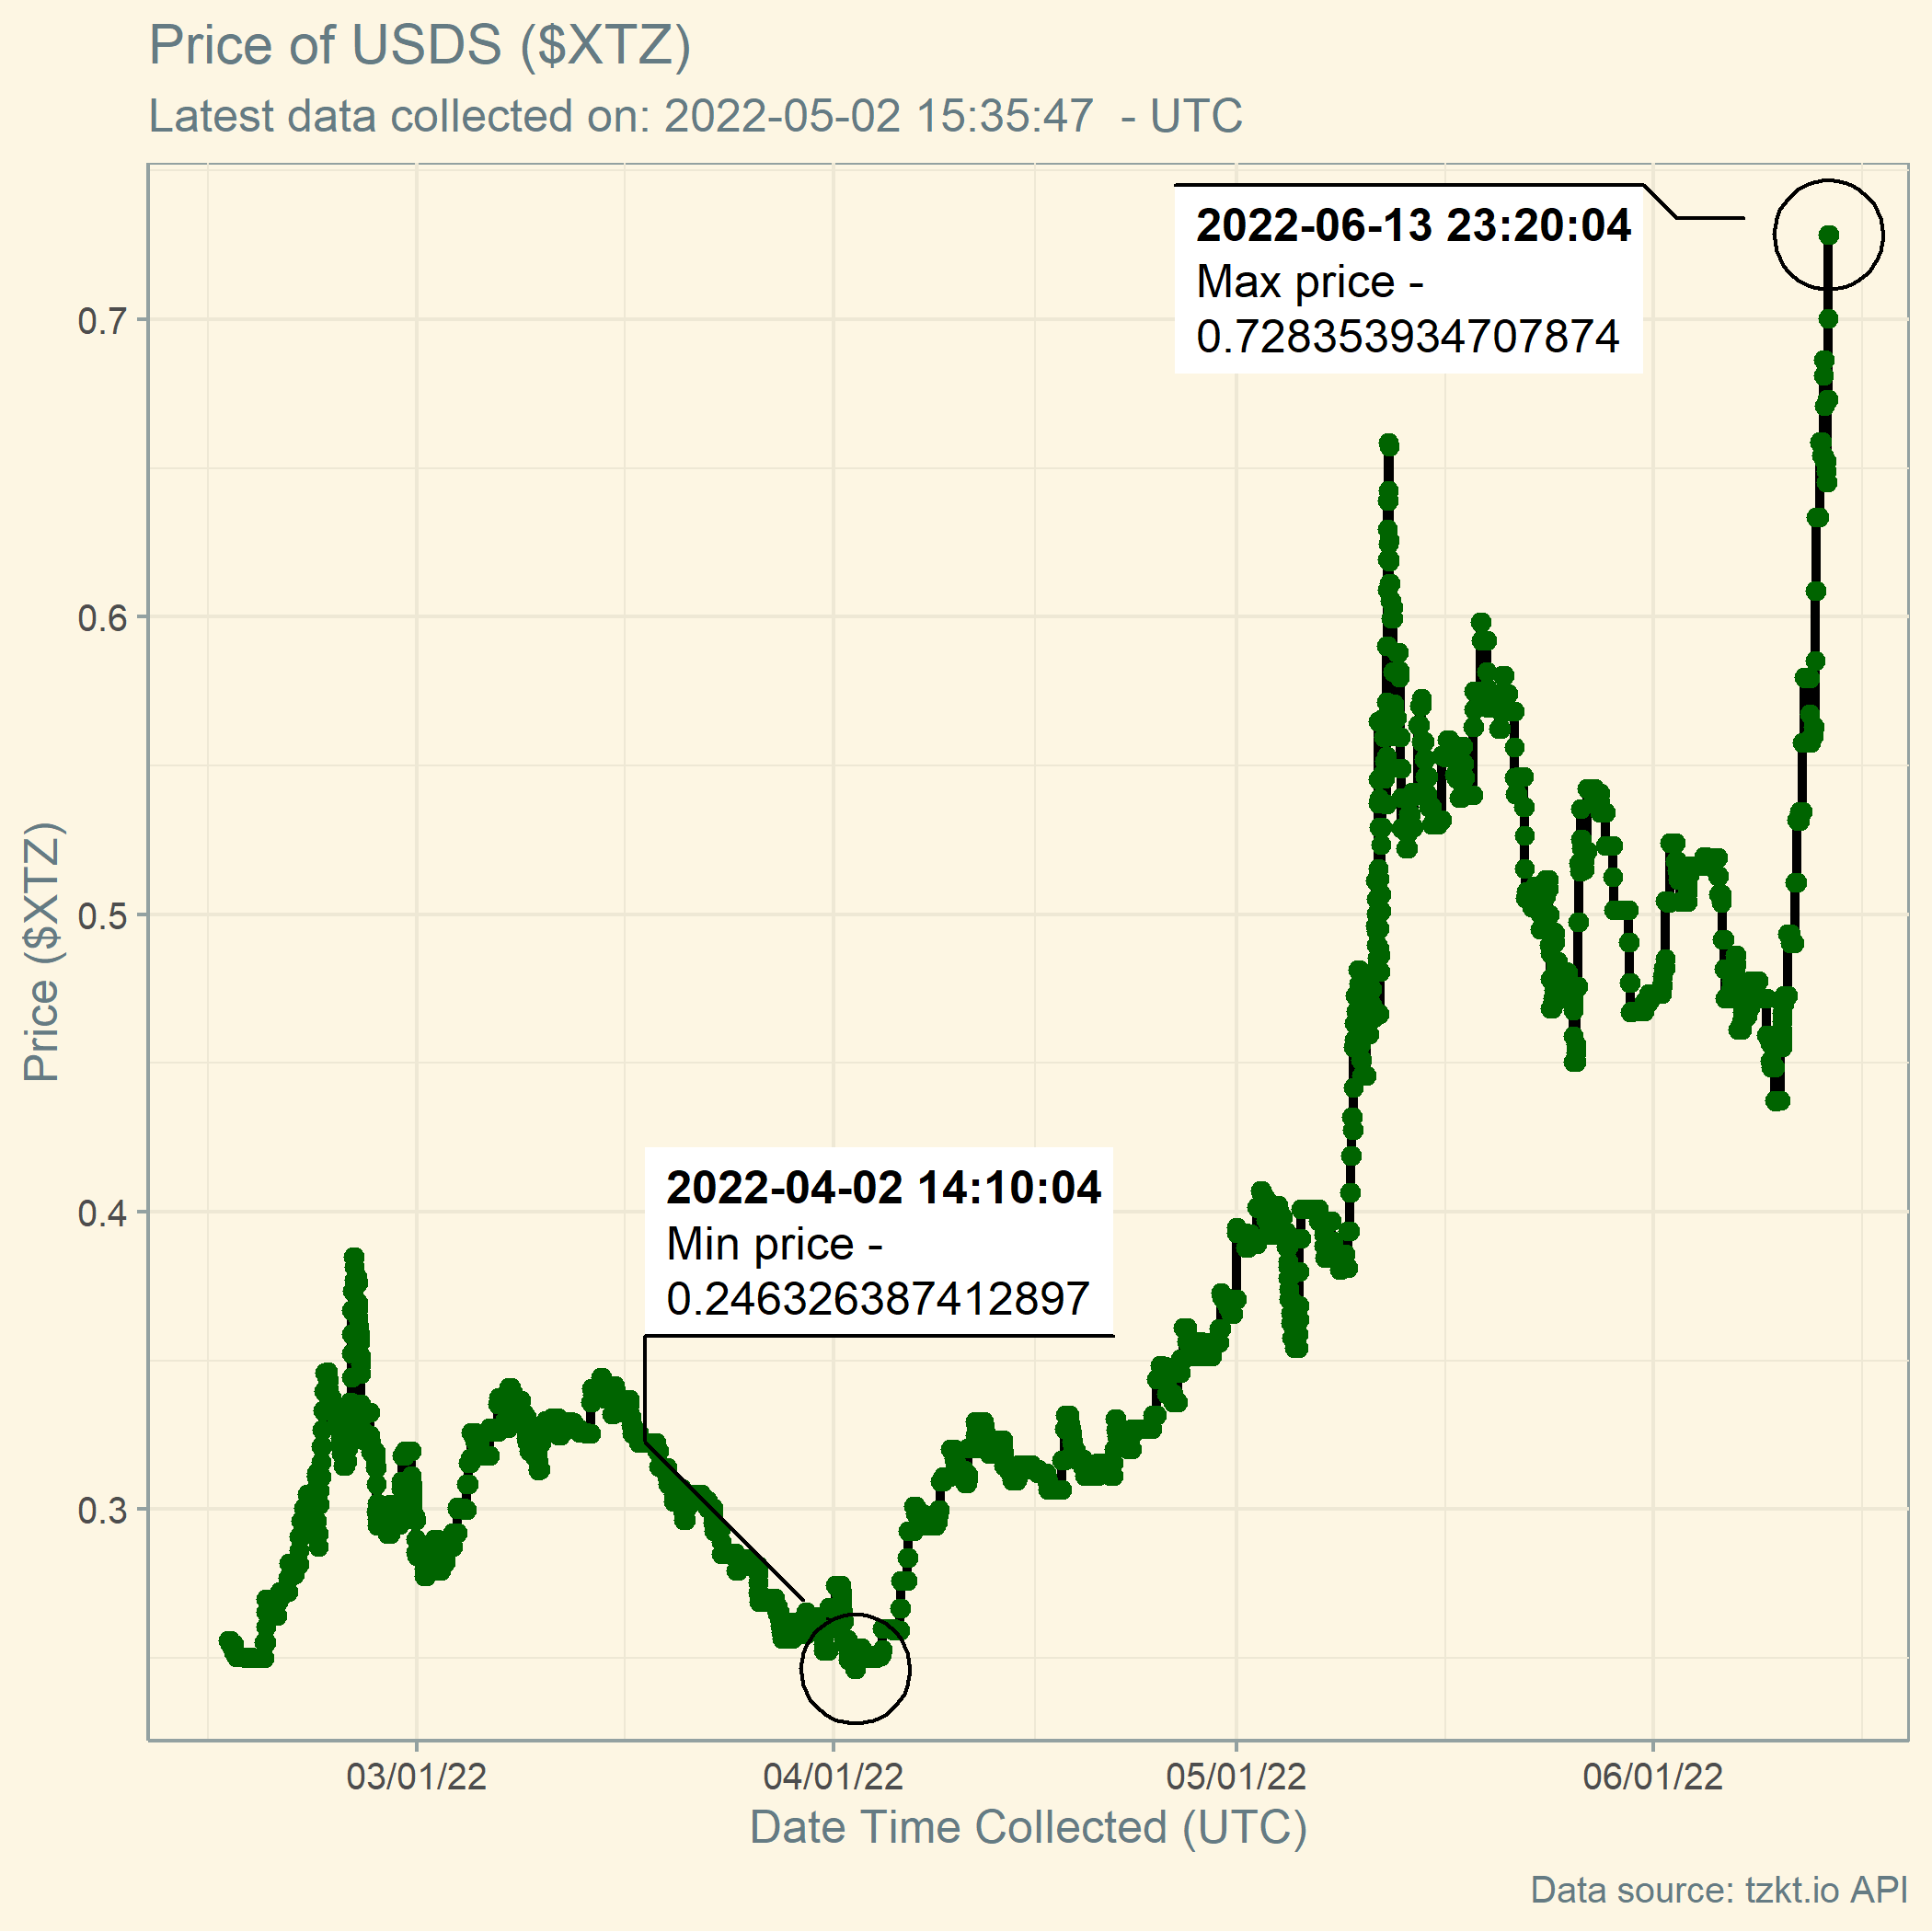 Price of USDS ($XTZ)
Latest data collected on: 2022-05-02 15:35:47  - UTC
2022-06-13 23:20:04
Max price -
0.728353934707874
0.7
0.6
0.5
0.4
0.3
Price ($XTZ)
2022-04-02 14:10:04
Min price -
0.246326387412897
03/01/22
04/01/22
05/01/22
06/01/22
Date Time Collected (UTC)
Data source: tzkt.io API